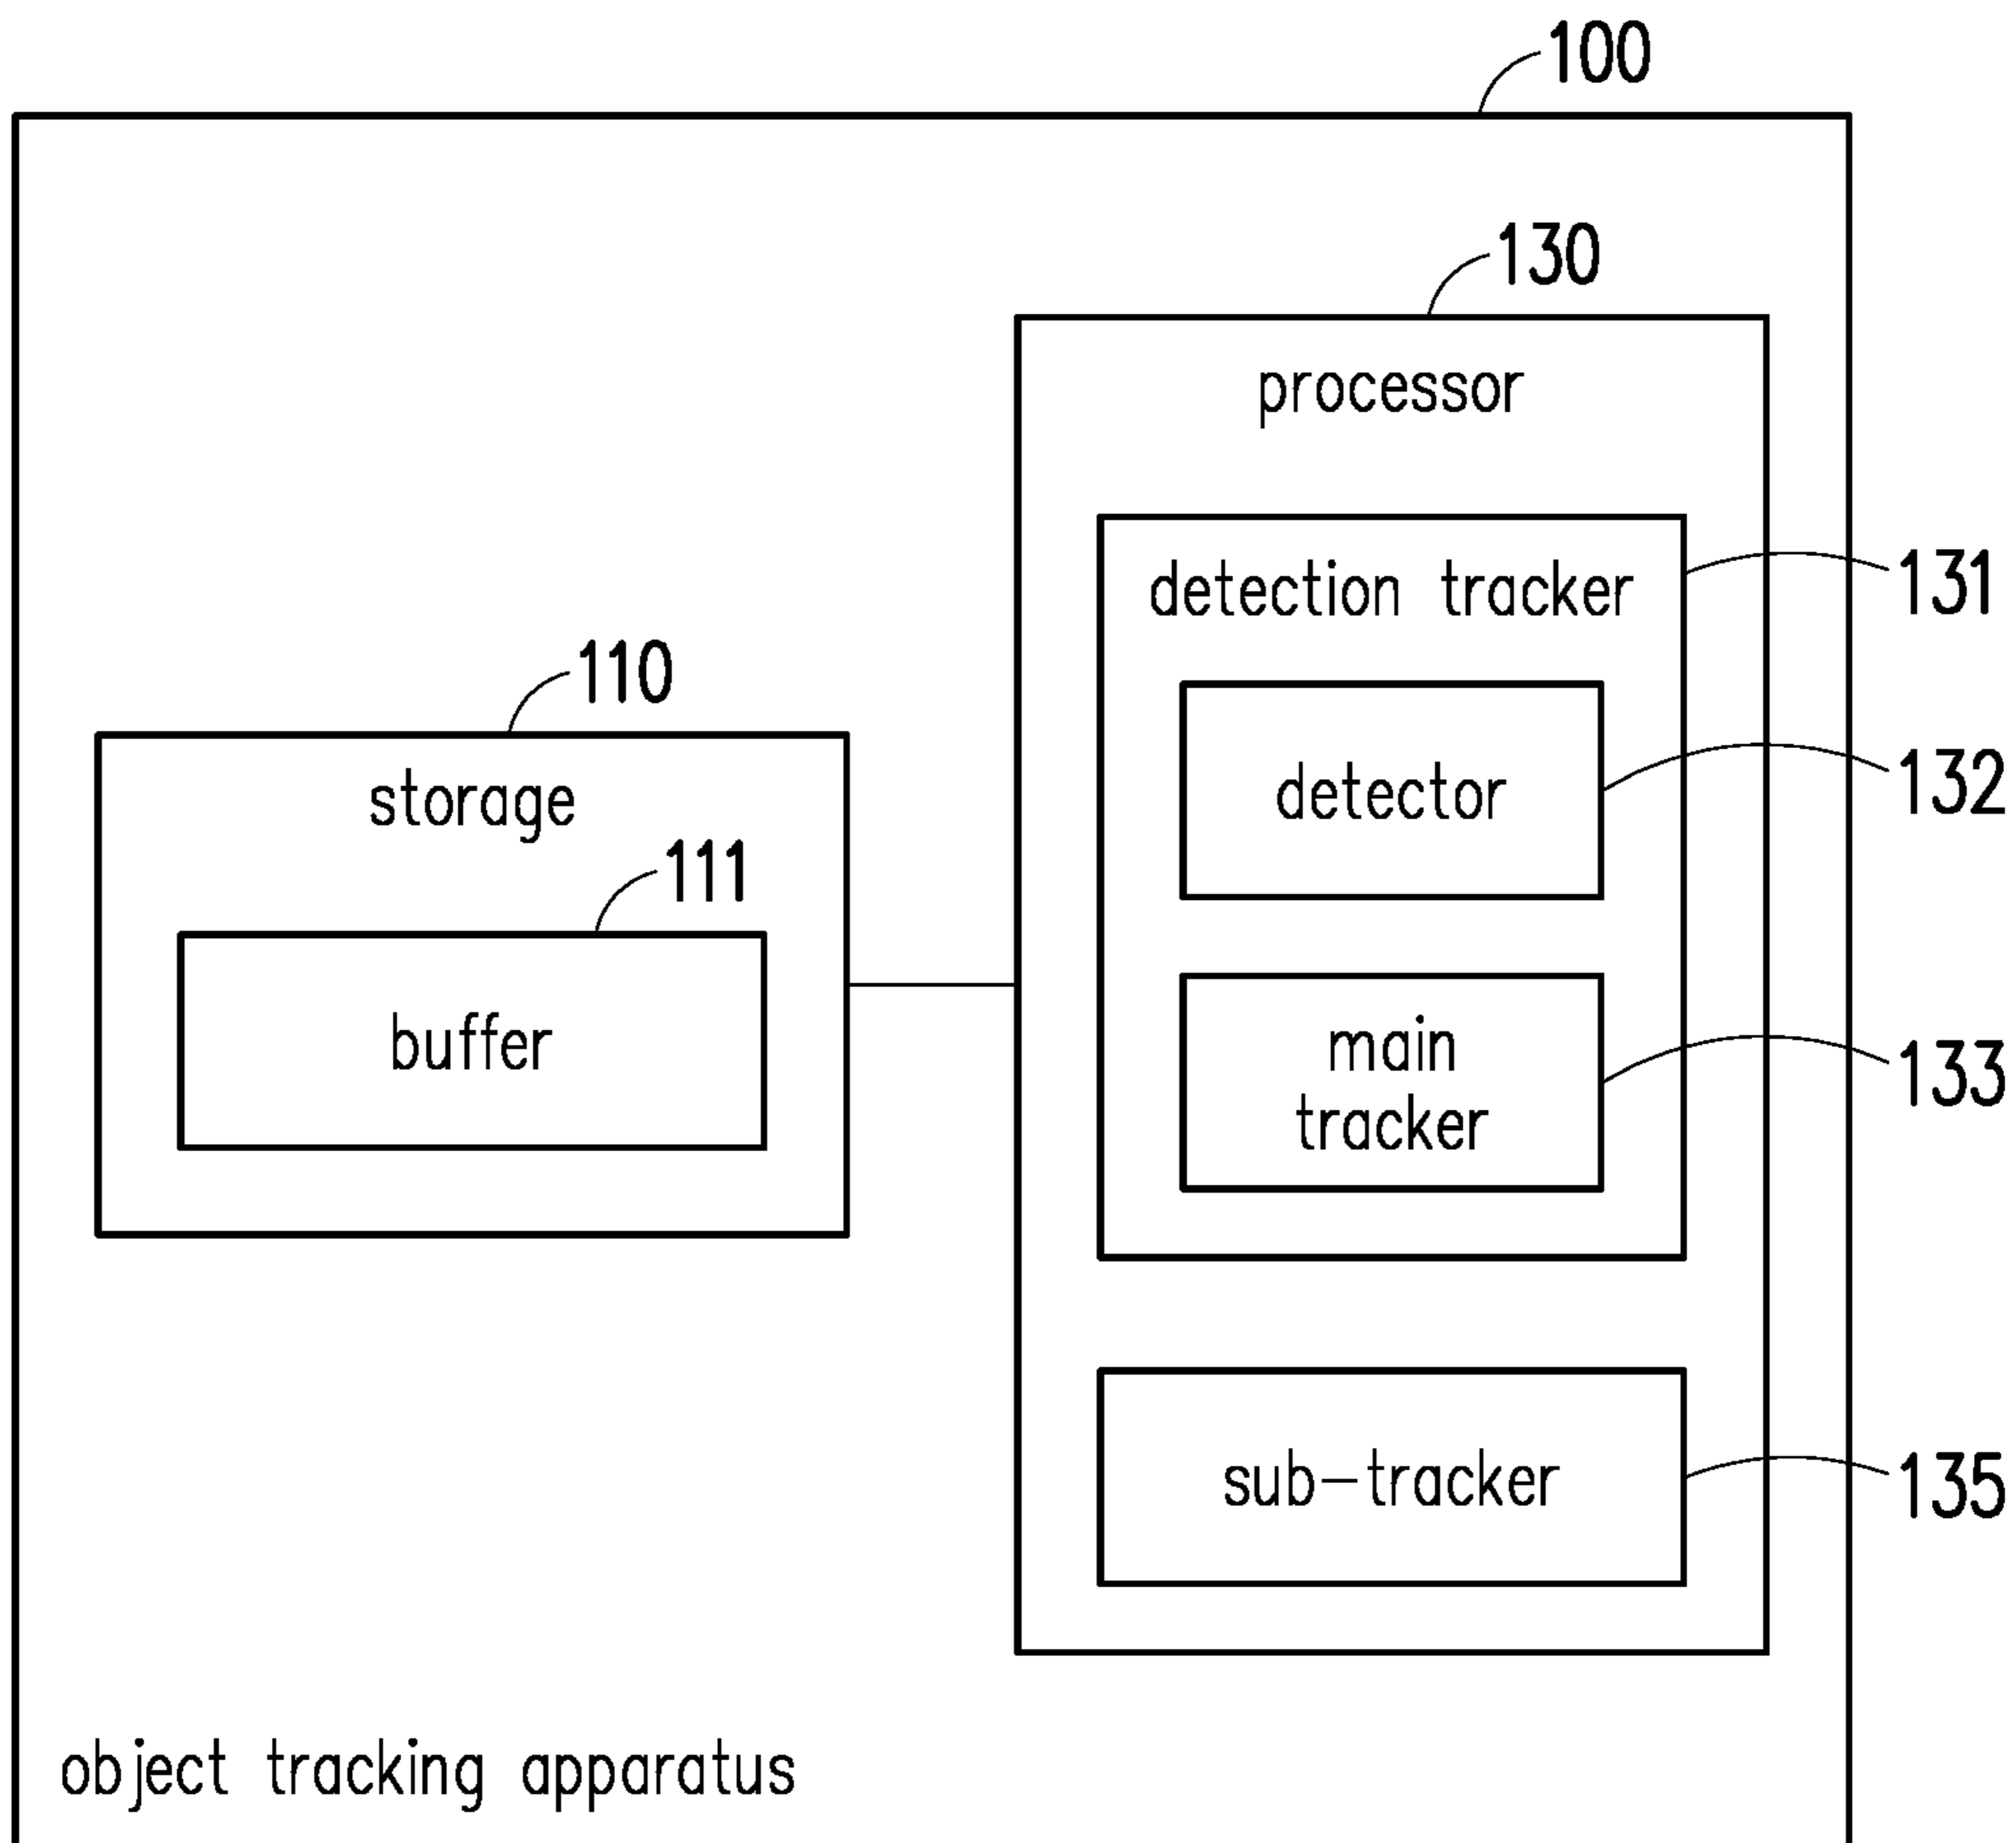 100
130
processor
detection tracker
131
110
storage
detector
132
111
buffer
main
tracker
133
sub-tracker
135
object tracking apparatus